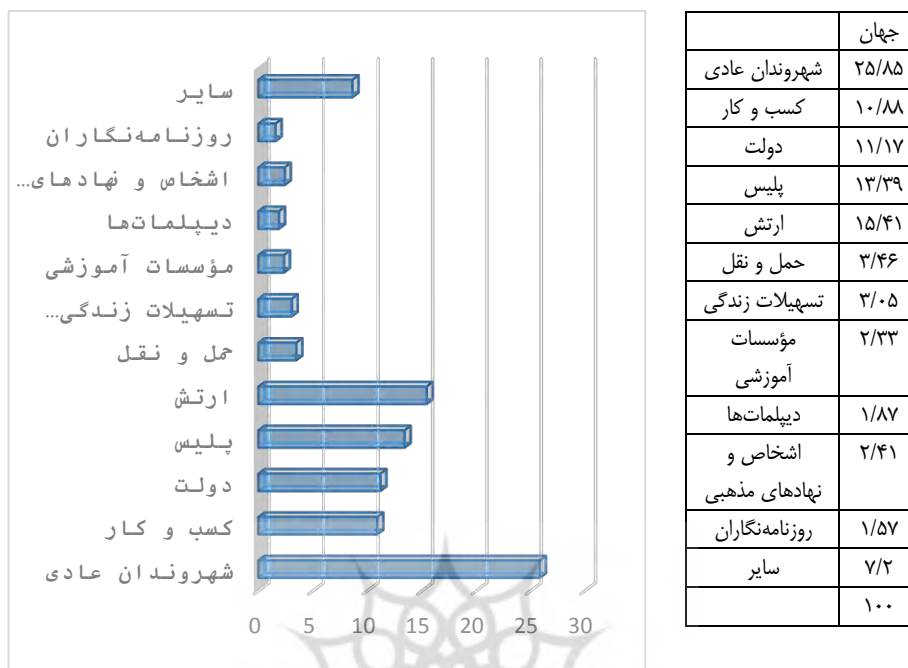 سایر
روزنامه‌نگاران
اشخاص و نهادهای...
دیپلمات‌ها
مؤسسات آموزشی
تسهیلات زندگی...
حمل و نقل
ارتش
پلیس
دولت
کسب و کار
شهروندان عادی
0 5 10 15 20 25 30
جهان
شهروندان عادی ۲۵/۸۵
کسب و کار ۱۰/۸۸
دولت ۱۱/۱۷
پلیس ۱۳/۳۹
ارتش ۱۵/۴۱
حمل و نقل ۳/۴۶
تسهیلات زندگی ۳/۰۵
مؤسسات ۲/۳۳
آموزشی
دیپلمات‌ها ۱/۸۷
اشخاص و ۲/۴۱
نهادهای مذهبی
روزنامه‌نگاران ۱/۵۷
سایر ۷/۲
۱۰۰